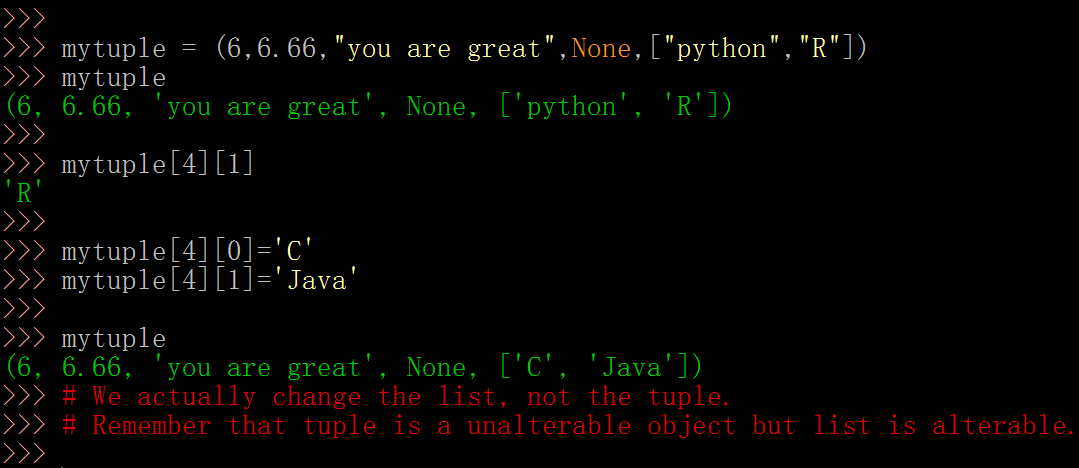 >>>
>>> mytuple = (6,6.66,"you are great",None,["python","R"])
>>> mytuple
(6, 6.66, 'you are great', None, ['python', 'R'])
>>>
>>> mytuple[4][1]
'R'
>>>
>>> mytuple[4][0]='C'
>>> mytuple[4][1]='Java'
>>>
>>> mytuple
(6, 6.66, 'you are great', None, ['C', 'Java'])
>>> # We actually change the list, not the tuple.
>>> # Remember that tuple is a unalterable object but list is alterable.
>>>